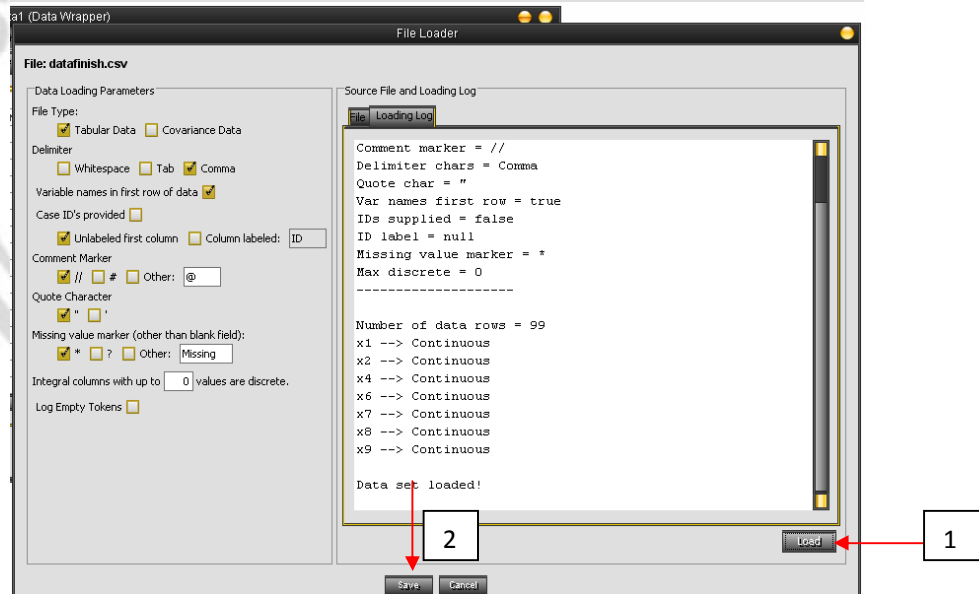 ta1 (Data Wrapper)
File Loader
File: datafinish.csv
Data Loading Parameters
File Type:
Tabular Data Covariance Data
Delimiter
Whitespace Tab Comma
Variable names in first row of data
Case ID's provided
Unlabeled first column Column labeled: ID
Comment Marker
// # Other: @
Quote Character
" '
Missing value marker (other than blank field):
* ? Other: Missing
Integral columns with up to 0 values are discrete.
Log Empty Tokens
Source File and Loading Log
File Loading Log
Comment marker = //
Delimiter chars = Comma
Quote char = "
Var names first row = true
IDs supplied = false
ID label = null
Missing value marker = *
Max discrete = 0
--------------------
Number of data rows = 99
x1 --> Continuous
x2 --> Continuous
x4 --> Continuous
x6 --> Continuous
x7 --> Continuous
x8 --> Continuous
x9 --> Continuous
Data set loaded!
Load
1
2
Save Cancel